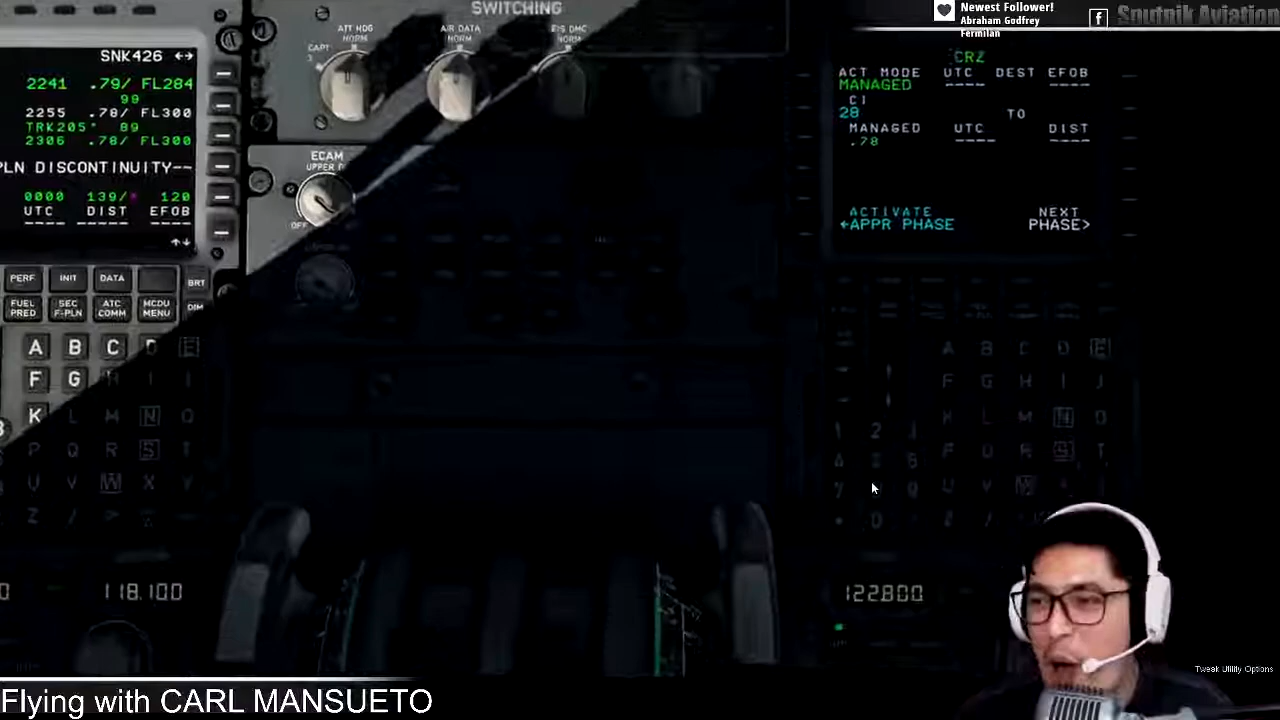 SWITCHING
ATT HDG
NORM
CAPT
3
AIR DATA
NORM
EIS DMC
NORM
Newest Follower!
Abraham Godfrey
Fermilan
f
Sputnik Aviation
SNK426 ↔
2241 .79/ FL284
99
2255 .78/ FL300
TRK205° 89
2306 .78/ FL300
PLN DISCONTINUITY--
0000 139/* 120
UTC DIST EFOB
---- ----- ----
↑↓
ECAM
UPPER D
OFF
CRZ
ACT MODE UTC DEST EFOB
MANAGED ---- ----
CI
28 TO
MANAGED UTC DIST
.78 ---- ----
ACTIVATE NEXT
←APPR PHASE PHASE>
PERF INIT DATA BRT
FUEL PRED SEC F-PLN ATC COMM MCDU MENU DIM
A B C D E
F G
K L M N O
P Q R S T
U V W X Y
Z /
A B C D E
F G H I J
K L M N O
118.100
122.800
Tweak Utility Options
Flying with CARL MANSUETO